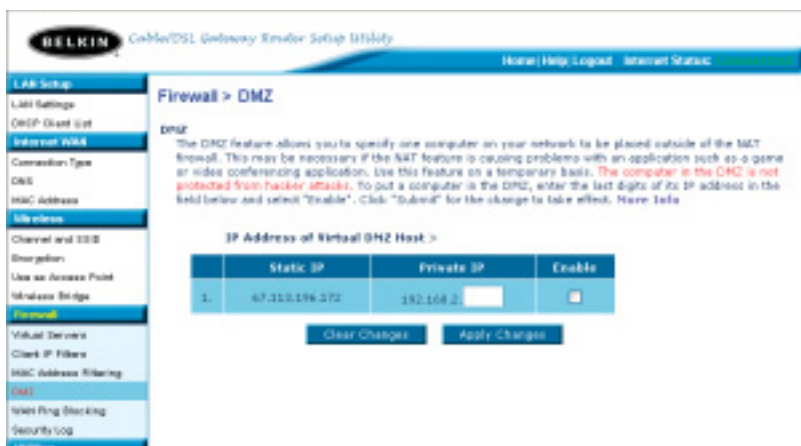 BELKIN Cable/DSL Gateway Router Setup Utility
Home|Help|Logout Internet Status:
LAN Setup
LAN Settings
DHCP Client List
Internet WAN
Connection Type
DNS
MAC Address
Wireless
Channel and SSID
Encryption
Use as Access Point
Wireless Bridge
Firewall
Virtual Servers
Client IP Filters
MAC Address Filtering
DMZ
WAN Ping Blocking
Security Log
Firewall > DMZ
DMZ
The DMZ feature allows you to specify one computer on your network to be placed outside of the NAT
firewall. This may be necessary if the NAT feature is causing problems with an application such as a game
or video conferencing application. Use this feature on a temporary basis. The computer in the DMZ is not
protected from hacker attacks. To put a computer in the DMZ, enter the last digits of its IP address in the
field below and select "Enable". Click "Submit" for the change to take effect. More Info
IP Address of Virtual DMZ Host >
Static IP Private IP Enable
1. 67.113.196.172 192.168.2.
Clear Changes Apply Changes